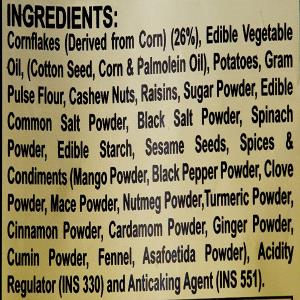 INGREDIENTS:
Cornflakes (Derived from Corn) (26%), Edible Vegetable
Oil, (Cotton Seed, Corn & Palmolein Oil), Potatoes, Gram
Pulse Flour, Cashew Nuts, Raisins, Sugar Powder, Edible
Common Salt Powder, Black Salt Powder, Spinah
Powder, Edible Starch, Sesame Seeds, Spices &
Condiments (Mango Powder, Black Pepper Powder, Clove
Powder, Mace Powder, Nutmeg Powder,Turmeric Powder,
Cinnamon Powder, Cardamom Powder, Ginger Powder,
Cumin Powder, Fennel, Asafoetida Powder), Acidity
Regulator (INS 330) and Anticaking Agent (INS 551).